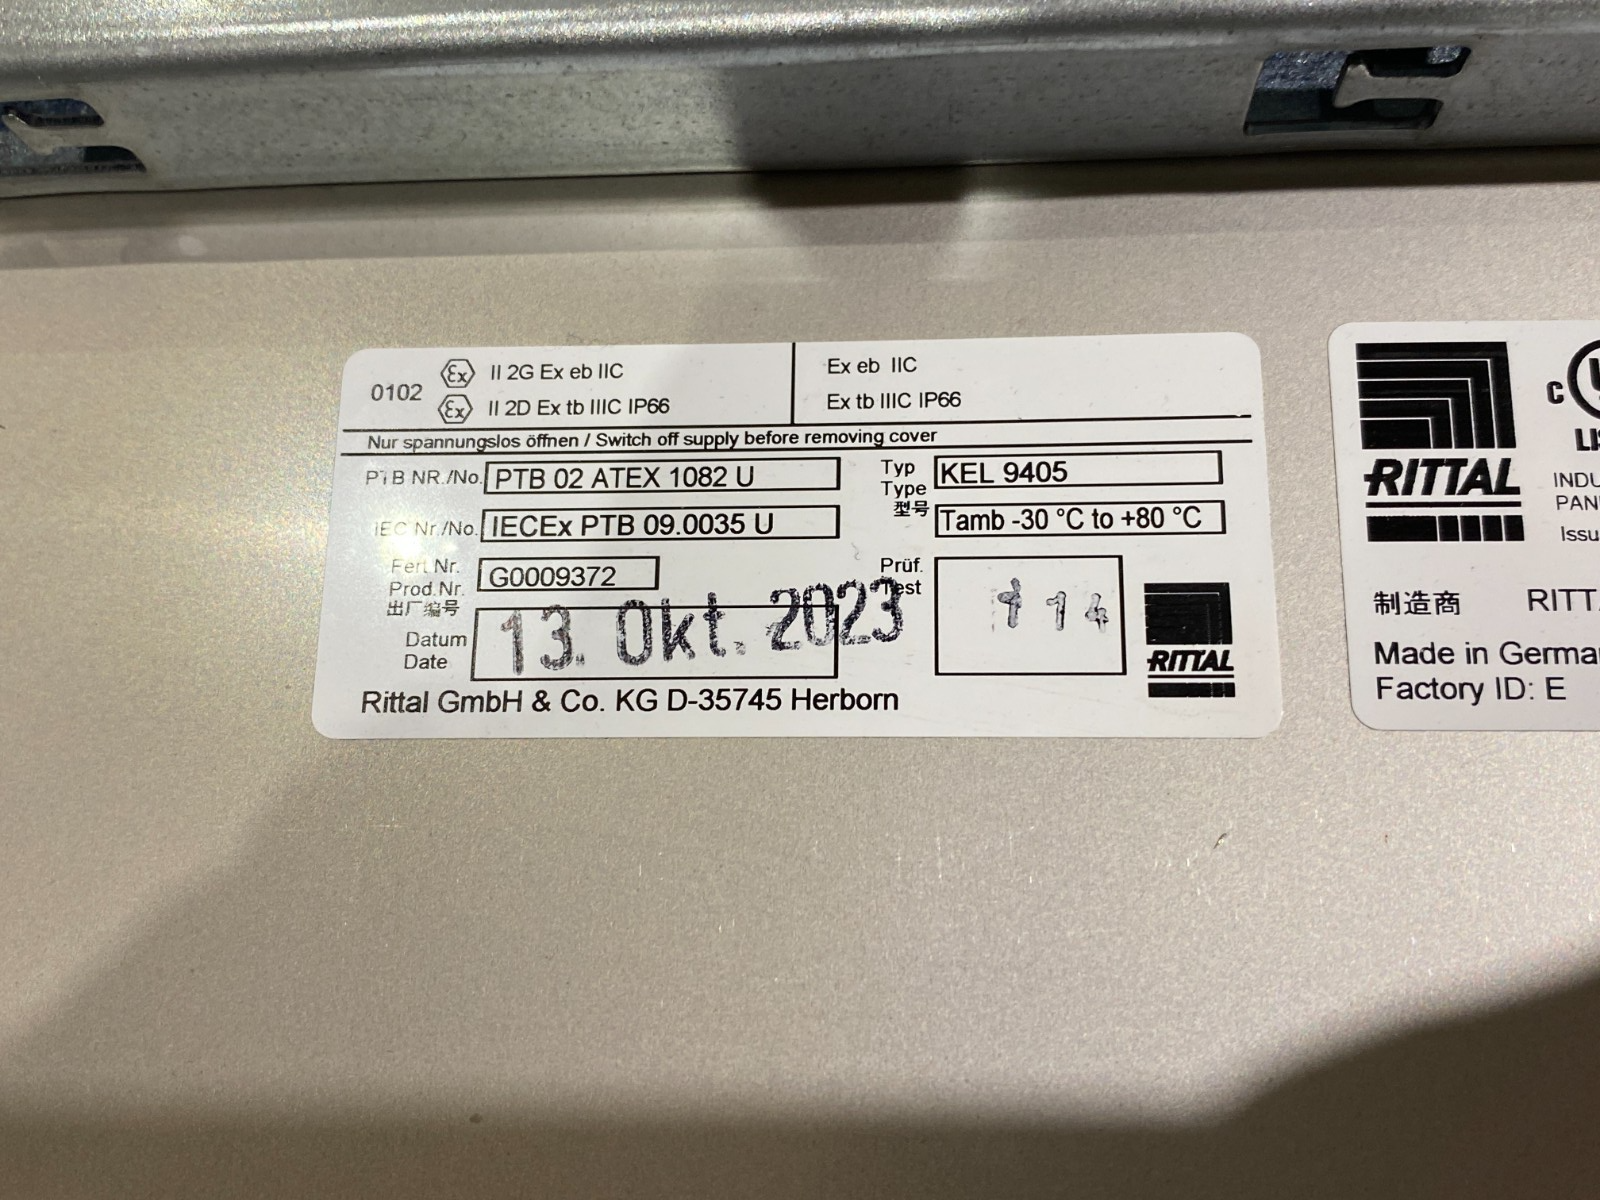 0102
Ex II 2G Ex eb IIC
Ex II 2D Ex tb IIIC IP66
Ex eb IIC
Ex tb IIIC IP66
Nur spannungslos öffnen / Switch off supply before removing cover
PTB NR./No. PTB 02 ATEX 1082 U
IEC Nr./No. IECEx PTB 09.0035 U
Fert.Nr.
Prod.Nr.
出厂编号
G0009372
Datum
Date
13. Okt. 2023
Typ
Type
型号
KEL 9405
Tamb -30 °C to +80 °C
Prüf.
Test
114
RITTAL
Rittal GmbH & Co. KG D-35745 Herborn
RITTAL
C
制造商
Made in
Factory ID: E